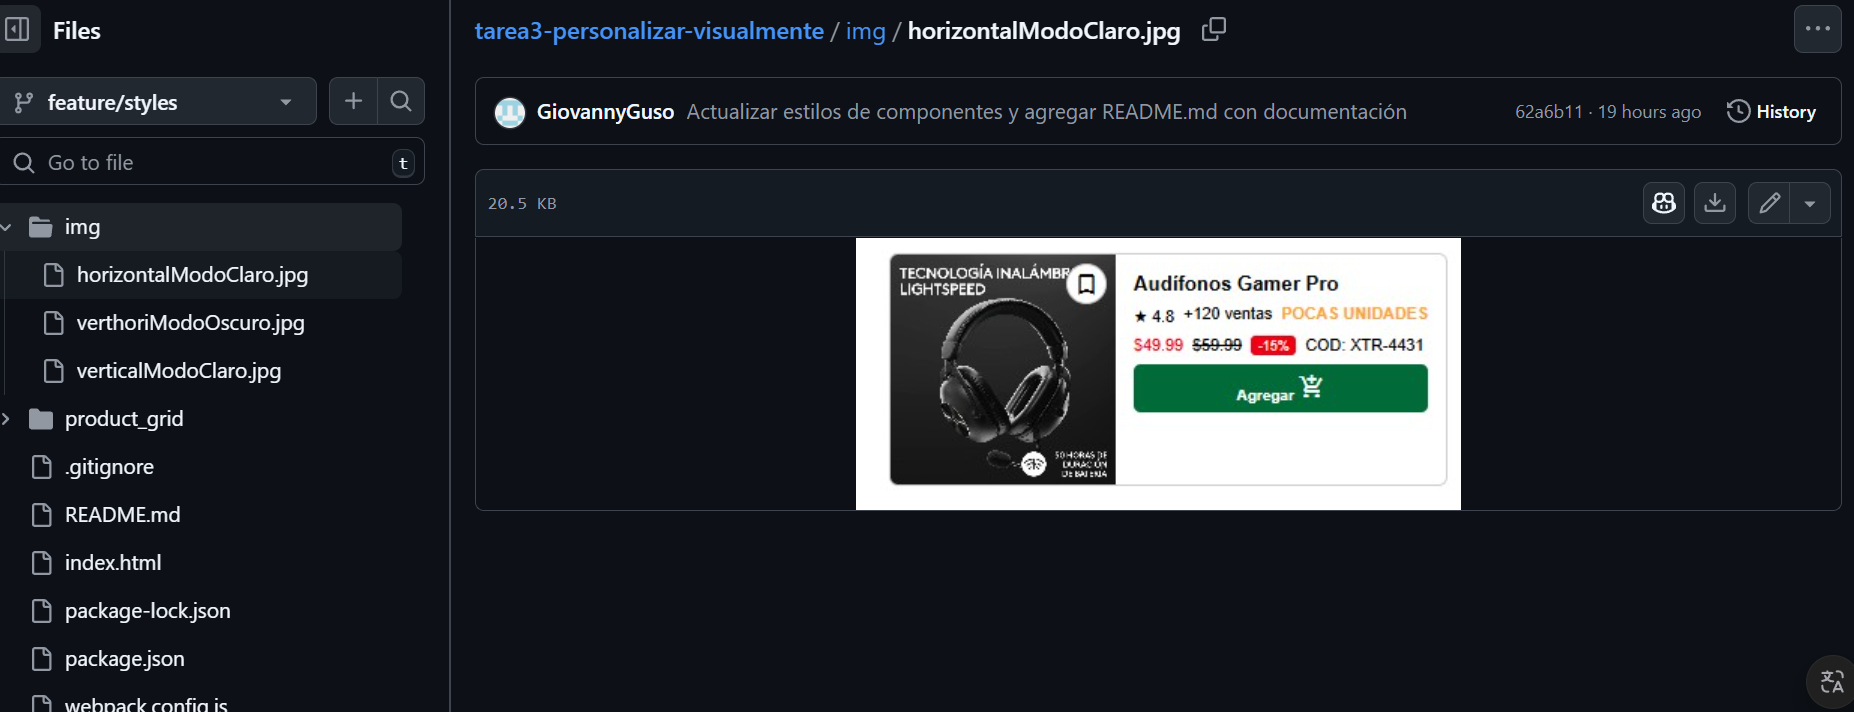 Files
feature/styles
Go to file
t
img
horizontalModoClaro.jpg
verthoriModoOscuro.jpg
verticalModoClaro.jpg
product_grid
.gitignore
README.md
index.html
package-lock.json
package.json
webpack.config.js
tarea3-personalizar-visualmente / img / horizontalModoClaro.jpg
GiovannyGuso Actualizar estilos de componentes y agregar README.md con documentación 62a6b11 · 19 hours ago History
20.5 KB
TECNOLOGÍA INALÁMBR
LIGHTSPEED
50 HORAS DE
DURACIÓN
DE BATERÍA
Audífonos Gamer Pro
★ 4.8 +120 ventas POCAS UNIDADES
$49.99 $59.99 -15% COD: XTR-4431
Agregar